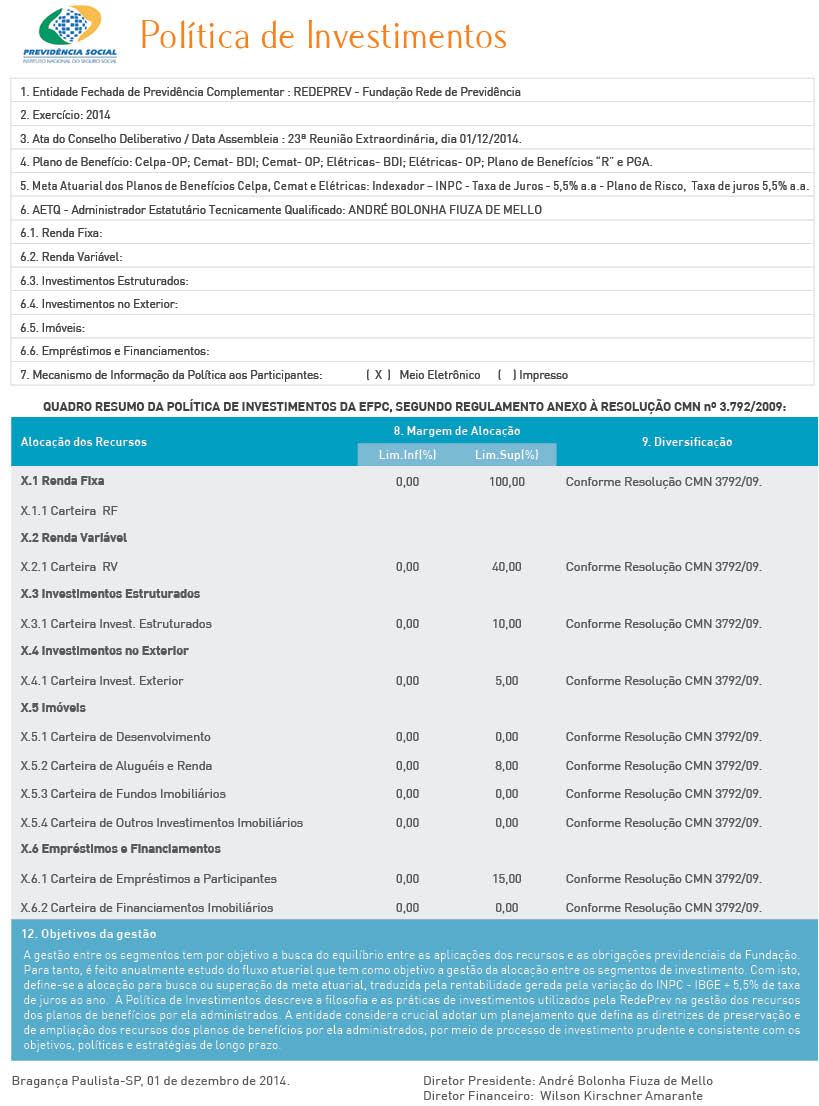 PREVIDÊNCIA SOCIAL
INSTITUTO NACIONAL DO SEGURO SOCIAL
Política de Investimentos
1. Entidade Fechada de Previdência Complementar : REDEPREV - Fundação Rede de Previdência
2. Exercício: 2014
3. Ata do Conselho Deliberativo / Data Assembleia : 23ª Reunião Extraordinária, dia 01/12/2014.
4. Plano de Benefício: Celpa-OP; Cemat- BDI; Cemat- OP; Elétricas- BDI; Elétricas- OP; Plano de Benefícios “R” e PGA.
5. Meta Atuarial dos Planos de Benefícios Celpa, Cemat e Elétricas: Indexador – INPC - Taxa de Juros - 5,5% a.a - Plano de Risco, Taxa de juros 5,5% a.a.
6. AETQ - Administrador Estatutário Tecnicamente Qualificado: ANDRÉ BOLONHA FIUZA DE MELLO
6.1. Renda Fixa:
6.2. Renda Variável:
6.3. Investimentos Estruturados:
6.4. Investimentos no Exterior:
6.5. Imóveis:
6.6. Empréstimos e Financiamentos:
7. Mecanismo de Informação da Política aos Participantes: ( X ) Meio Eletrônico ( ) Impresso
QUADRO RESUMO DA POLÍTICA DE INVESTIMENTOS DA EFPC, SEGUNDO REGULAMENTO ANEXO À RESOLUÇÃO CMN nº 3.792/2009:
Alocação dos Recursos 8. Margem de Alocação 9. Diversificação
Lim.Inf(%) Lim.Sup(%)
X.1 Renda Fixa 0,00 100,00 Conforme Resolução CMN 3792/09.
X.1.1 Carteira RF
X.2 Renda Variável
X.2.1 Carteira RV 0,00 40,00 Conforme Resolução CMN 3792/09.
X.3 Investimentos Estruturados
X.3.1 Carteira Invest. Estruturados 0,00 10,00 Conforme Resolução CMN 3792/09.
X.4 Investimentos no Exterior
X.4.1 Carteira Invest. Exterior 0,00 5,00 Conforme Resolução CMN 3792/09.
X.5 Imóveis
X.5.1 Carteira de Desenvolvimento 0,00 0,00 Conforme Resolução CMN 3792/09.
X.5.2 Carteira de Aluguéis e Renda 0,00 8,00 Conforme Resolução CMN 3792/09.
X.5.3 Carteira de Fundos Imobiliários 0,00 0,00 Conforme Resolução CMN 3792/09.
X.5.4 Carteira de Outros Investimentos Imobiliários 0,00 0,00 Conforme Resolução CMN 3792/09.
X.6 Empréstimos e Financiamentos
X.6.1 Carteira de Empréstimos a Participantes 0,00 15,00 Conforme Resolução CMN 3792/09.
X.6.2 Carteira de Financiamentos Imobiliários 0,00 0,00 Conforme Resolução CMN 3792/09.
12. Objetivos da gestão
A gestão entre os segmentos tem por objetivo a busca do equilíbrio entre as aplicações dos recursos e as obrigações previdenciais da Fundação.
Para tanto, é feito anualmente estudo do fluxo atuarial que tem como objetivo a gestão da alocação entre os segmentos de investimento. Com isto,
define-se a alocação para busca ou superação da meta atuarial, traduzida pela rentabilidade gerada pela variação do INPC - IBGE + 5,5% de taxa
de juros ao ano. A Política de Investimentos descreve a filosofia e as práticas de investimentos utilizados pela RedePrev na gestão dos recursos
dos planos de benefícios por ela administrados. A entidade considera crucial adotar um planejamento que defina as diretrizes de preservação e
de ampliação dos recursos dos planos de benefícios por ela administrados, por meio de processo de investimento prudente e consistente com os
objetivos, políticas e estratégias de longo prazo.
Bragança Paulista-SP, 01 de dezembro de 2014. Diretor Presidente: André Bolonha Fiuza de Mello
Diretor Financeiro: Wilson Kirschner Amarante